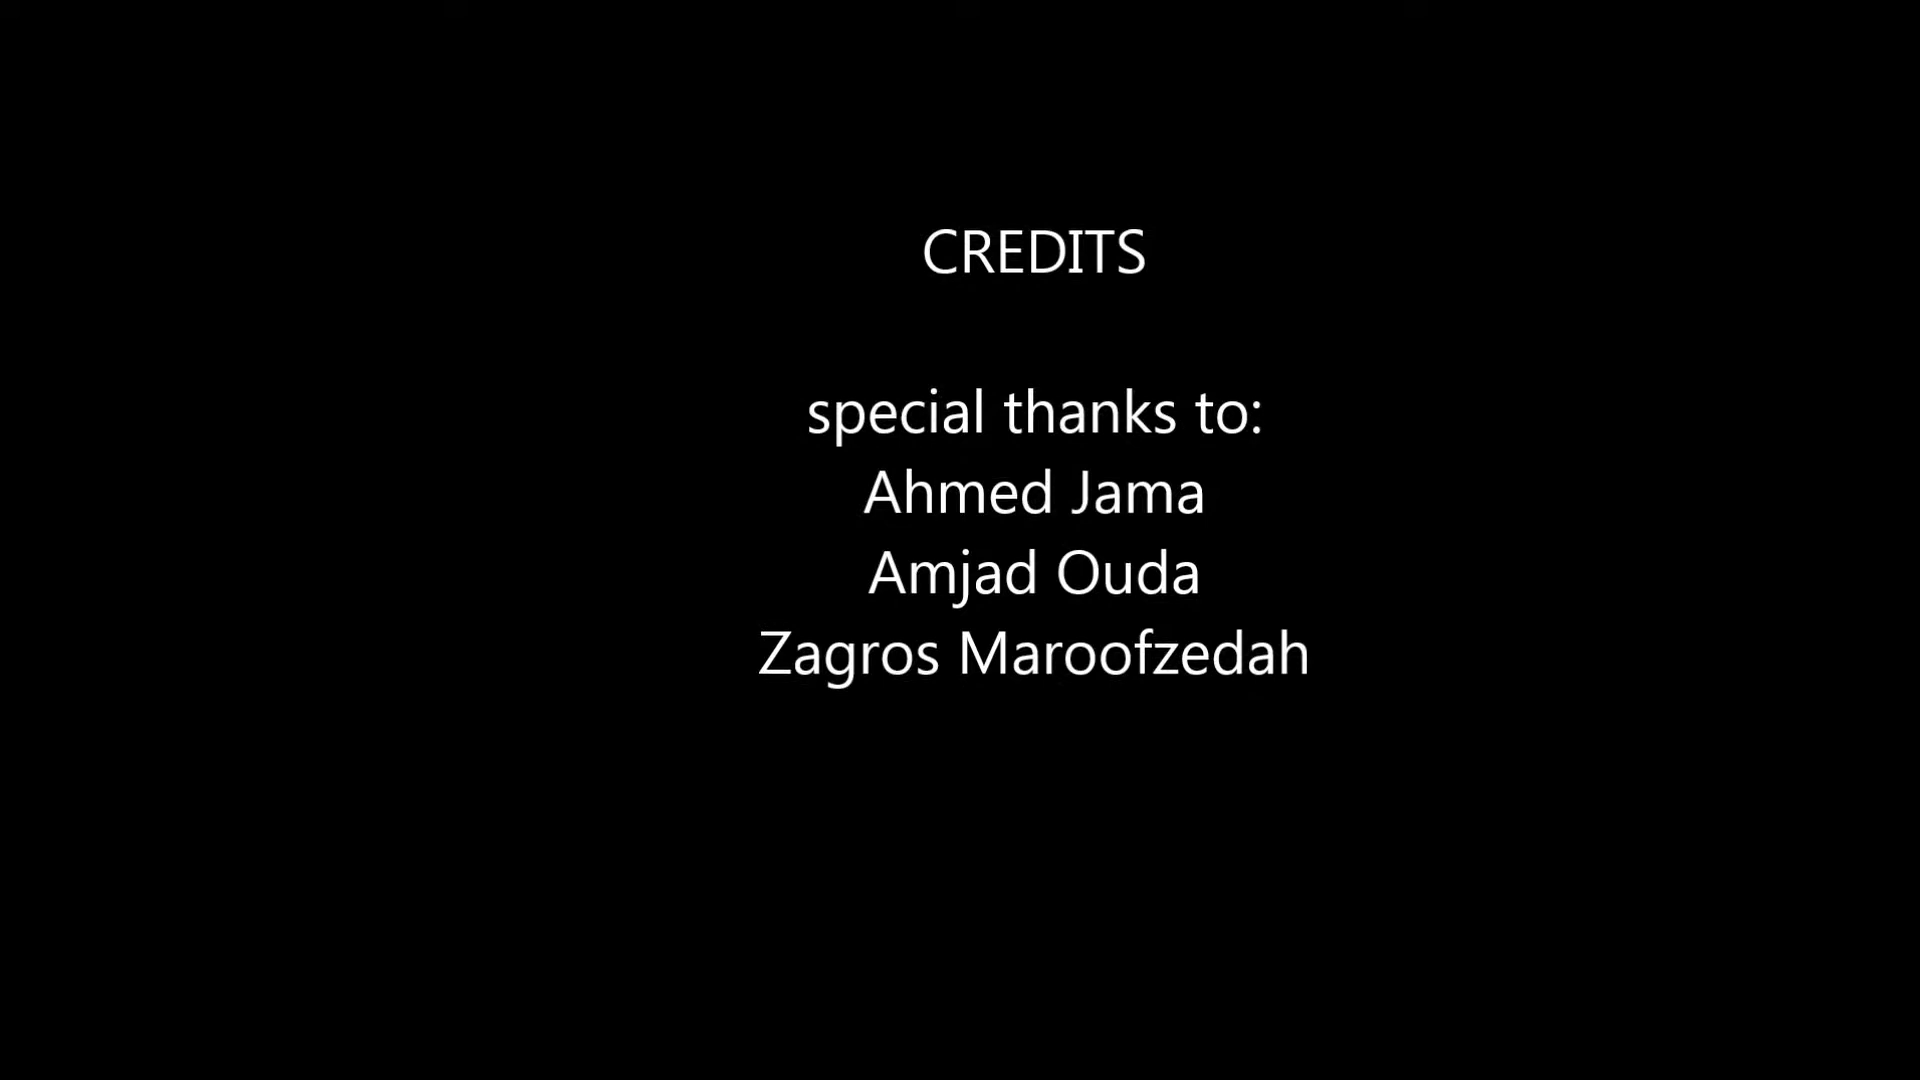 CREDITS
special thanks to:
Ahmed Jama
Amjad Ouda
Zagros Maroofzedah